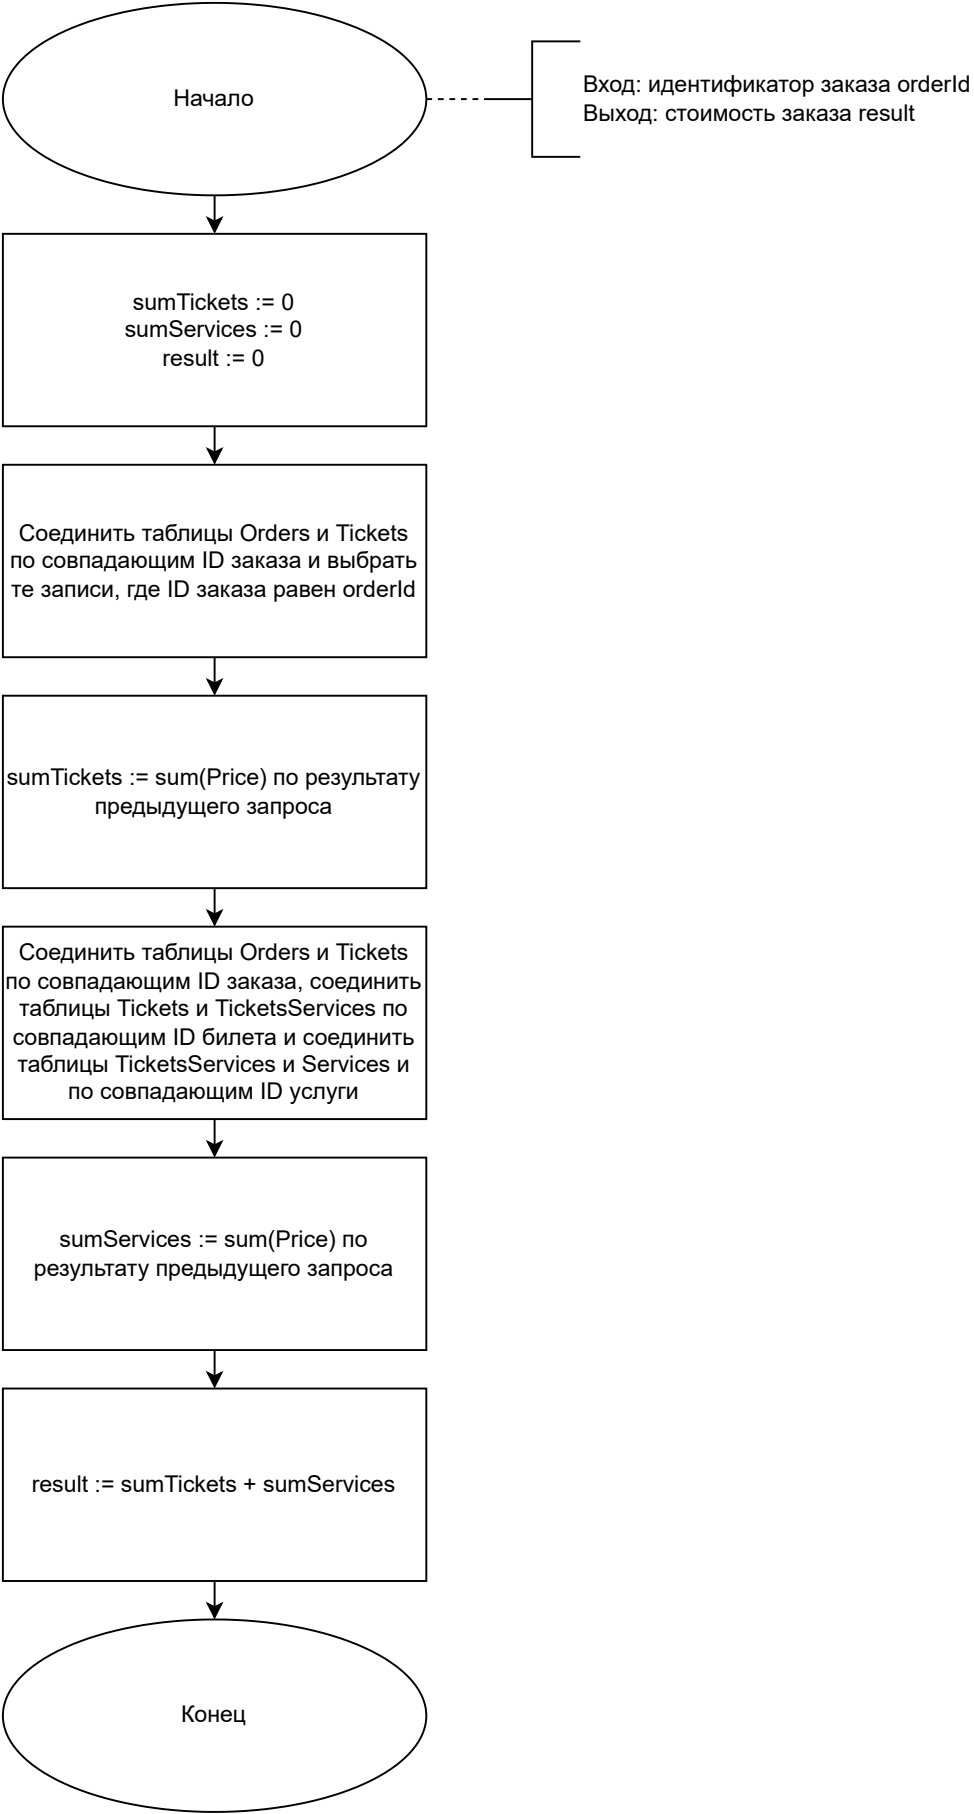 Начало
Вход: идентификатор заказа orderId
Выход: стоимость заказа result
sumTickets := 0
sumServices := 0
result := 0
Соединить таблицы Orders и Tickets
по совпадающим ID заказа и выбрать
те записи, где ID заказа равен orderId
sumTickets := sum(Price) по результату
предыдущего запроса
Соединить таблицы Orders и Tickets
по совпадающим ID заказа, соединить
таблицы Tickets и TicketsServices по
совпадающим ID билета и соединить
таблицы TicketsServices и Services и
по совпадающим ID услуги
sumServices := sum(Price) по
результату предыдущего запроса
result := sumTickets + sumServices
Конец